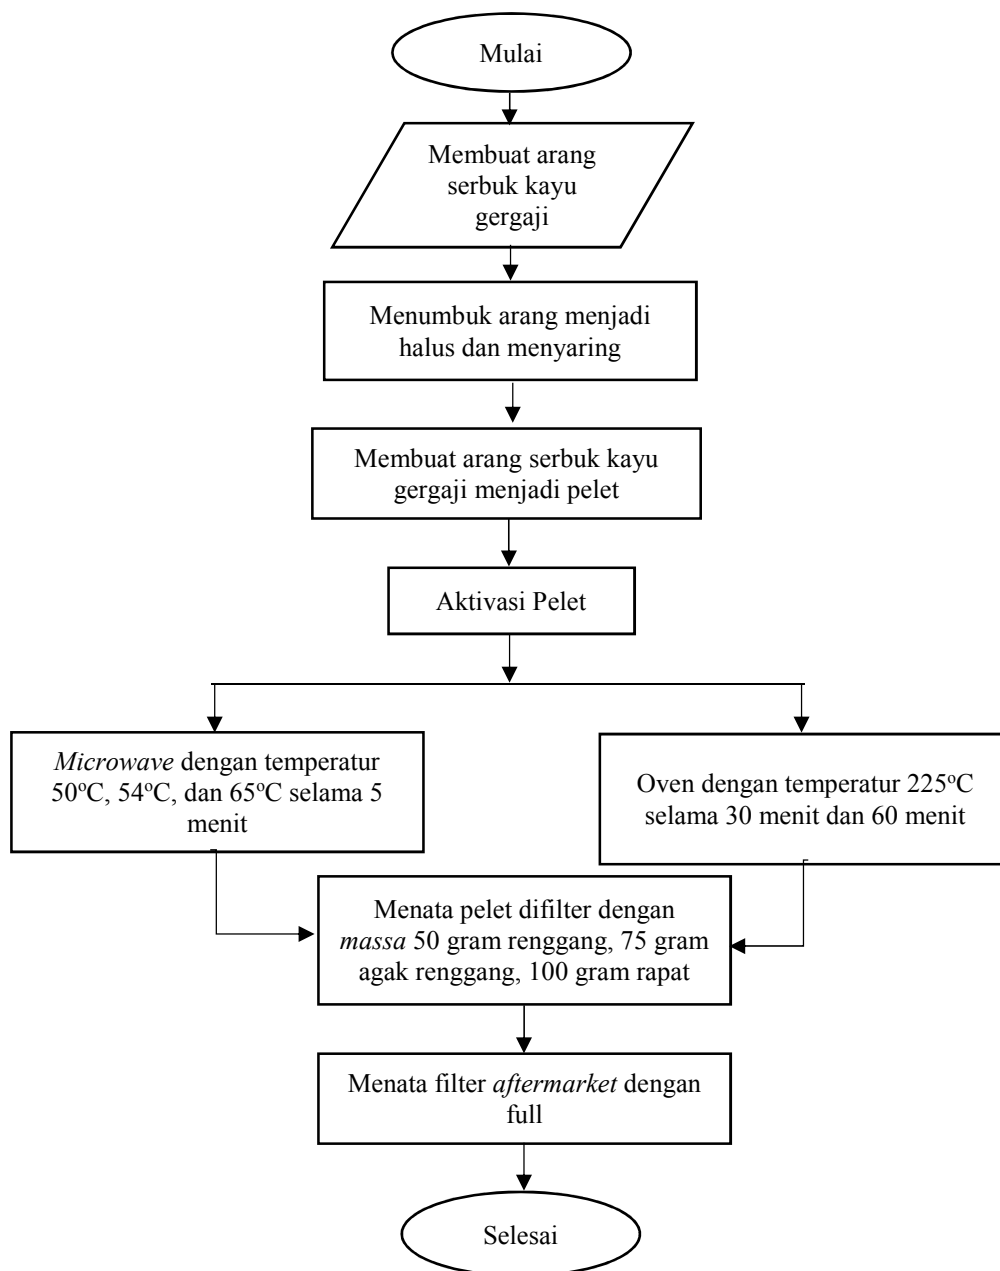 Mulai
Membuat arang
serbuk kayu
gergaji
Menumbuk arang menjadi
halus dan menyaring
Membuat arang serbuk kayu
gergaji menjadi pelet
Aktivasi Pelet
Microwave dengan temperatur
50ºC, 54ºC, dan 65ºC selama 5
menit
Oven dengan temperatur 225ºC
selama 30 menit dan 60 menit
Menata pelet difilter dengan
massa 50 gram renggang, 75 gram
agak renggang, 100 gram rapat
Menata filter aftermarket dengan
full
Selesai